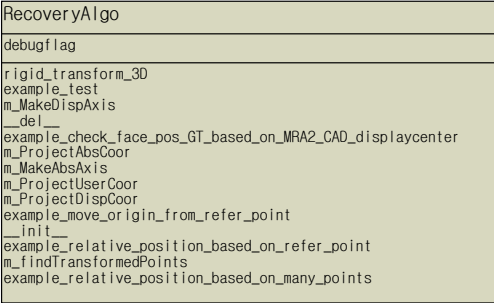 RecoveryAlgo
debugflag
rigid_transform_3D
example_test
m_MakeDispAxis
__del__
example_check_face_pos_GT_based_on_MRA2_CAD_displaycenter
m_ProjectAbsCoor
m_MakeAbsAxis
m_ProjectUserCoor
m_ProjectDispCoor
example_move_origin_from_refer_point
__init__
example_relative_position_based_on_refer_point
m_findTransformedPoints
example_relative_position_based_on_many_points